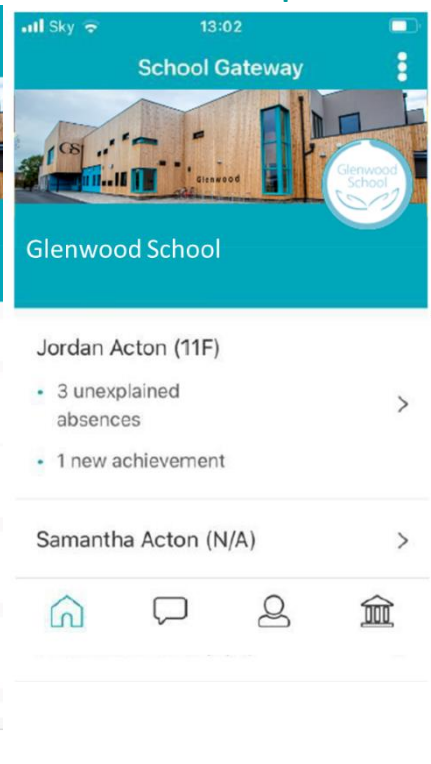 Sky 13:02
School Gateway
GS
Glenwood
Glenwood
School
Glenwood School
Jordan Acton (11F)
• 3 unexplained
absences
• 1 new achievement
Samantha Acton (N/A)